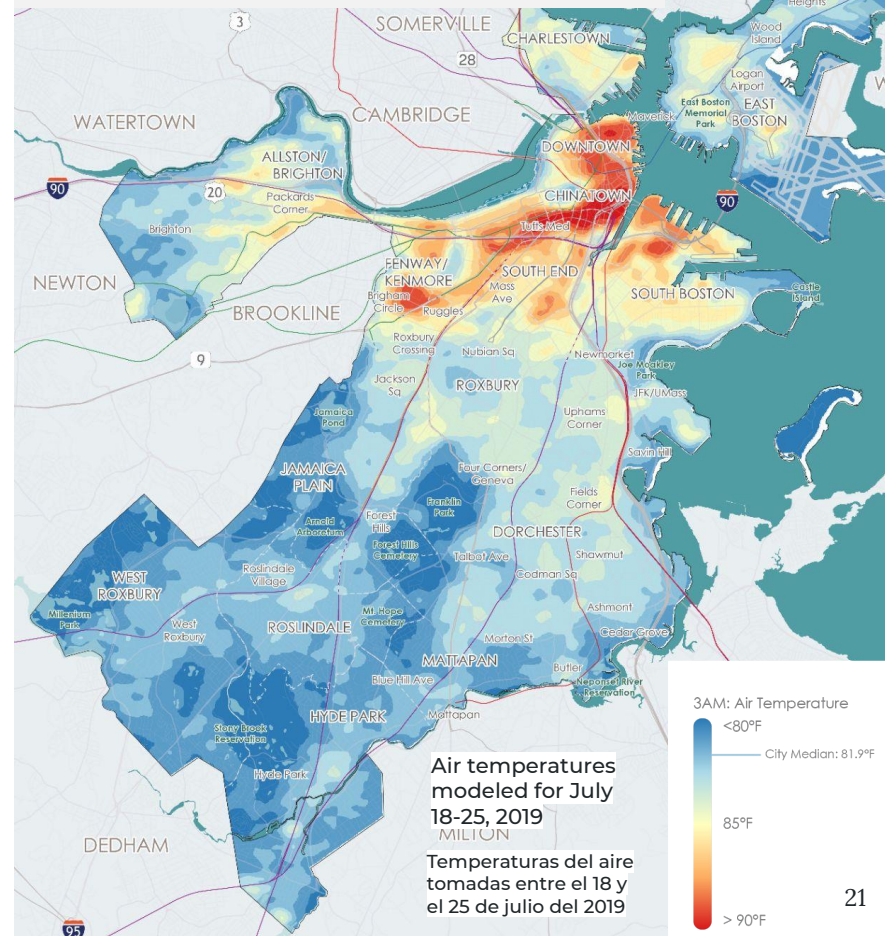 3
SOMERVILLE
Heights
CHARLESTOWN
Wood
Island
28
Logan
Airport
W
WATERTOWN
CAMBRIDGE
East Boston
Memorial
Park
EAST
BOSTON
Maverick
DOWNTOWN
ALLSTON/
BRIGHTON
90
20
Packards
Corner
CHINATOWN
90
Brighton
Tufts Med
FENWAY/
KENMORE
SOUTH END
NEWTON
Mass
Ave
Castle
Island
BROOKLINE
Brigham
Circle
Ruggles
SOUTH BOSTON
9
Roxbury
Crossing
Nubian Sq
Newmarket
Joe Moakley
Park
Jackson
Sq
ROXBURY
JFK/UMass
Jamaica
Pond
Uphams
Corner
Savin Hill
JAMAICA
PLAIN
Four Corners/
Geneva
Franklin
Park
Fields
Corner
Arnold
Arboretum
Forest
Hills
DORCHESTER
Forest Hills
Cemetery
Talbot Ave
Shawmut
Roslindale
Village
Codman Sq
WEST
ROXBURY
Millenium
Park
Mt. Hope
Cemetery
Ashmont
West
Roxbury
ROSLINDALE
Cedar Grove
Morton St
MATTAPAN
Butler
Blue Hill Ave
Neponset River
Reservation
HYDE PARK
Mattapan
Stony Brook
Reservation
Hyde Park
DEDHAM
MILTON
95
Air temperatures
modeled for July
18-25, 2019
Temperaturas del aire
tomadas entre el 18 y
el 25 de julio del 2019
3AM: Air Temperature
<80°F
City Median: 81.9°F
85°F
> 90°F
21